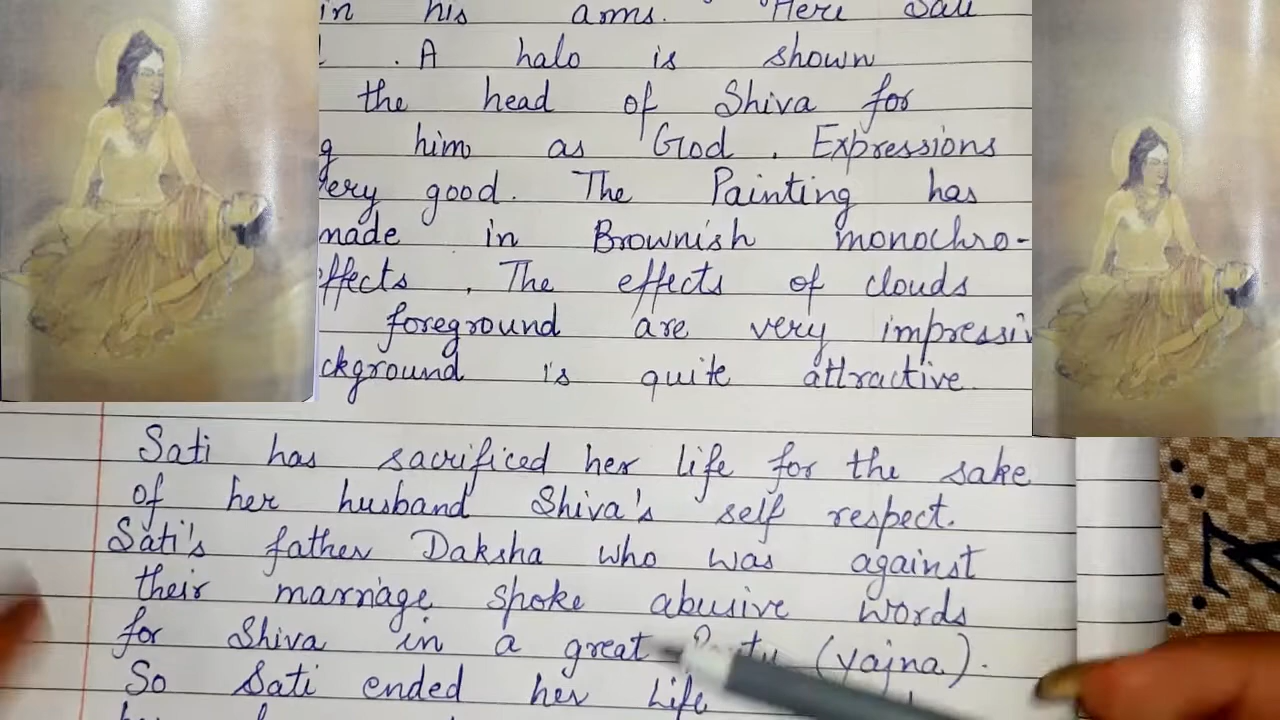 in his arms. Here Sati
. A halo is shown
the head of Shiva for
g him as God. Expressions
very good. The Painting has
made in Brownish monochro-
effects. The effects of clouds
foreground are very impressiv
ckground is quite attractive
Sati has sacrificed her life for the sake
of her husband Shiva's self respect.
Sati's father Daksha who was against
their marriage spoke abusive words
for Shiva in a great Party (yajna).
So Sati ended her life